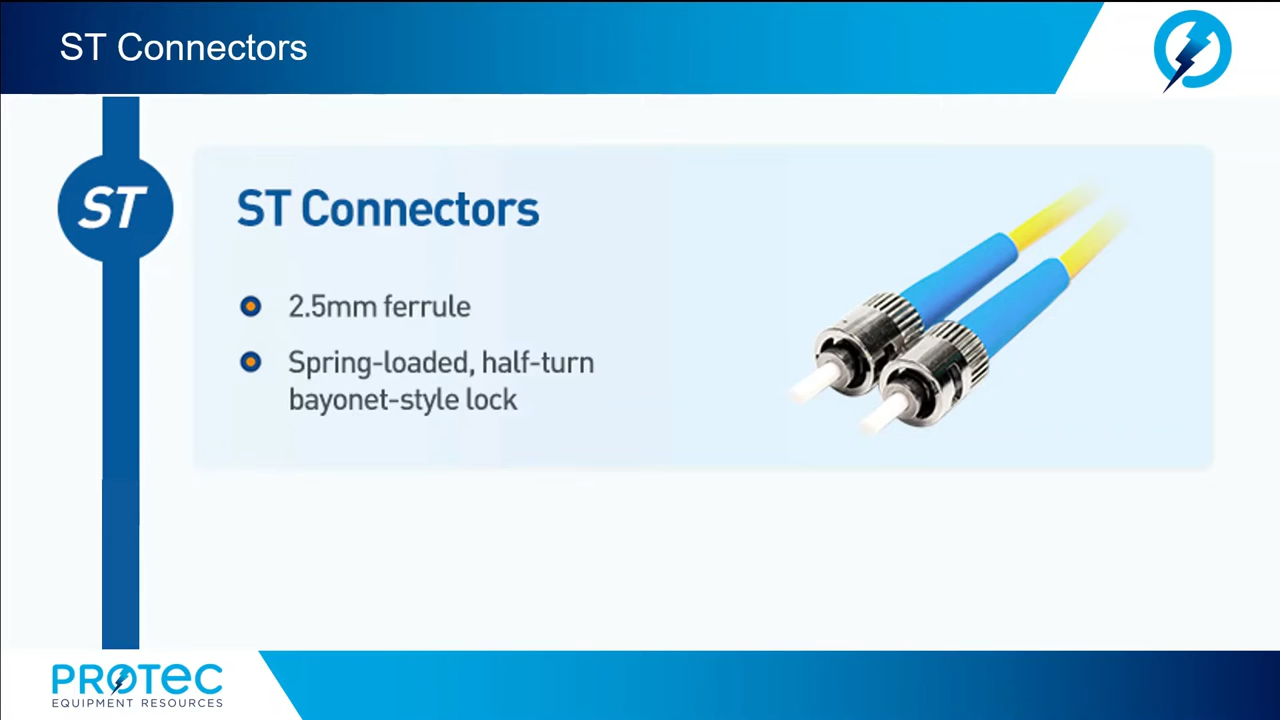 ST Connectors
ST
ST Connectors
2.5mm ferrule
Spring-loaded, half-turn
bayonet-style lock
PROTEC
EQUIPMENT RESOURCES